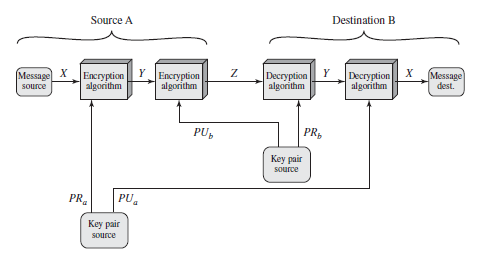 Source A
Destination B
Message
source
X
Encryption
algorithm
Y
Encryption
algorithm
Z
Decryption
algorithm
Y
Decryption
algorithm
X
Message
dest.
PUb
PRb
Key pair
source
PRa
PUa
Key pair
source